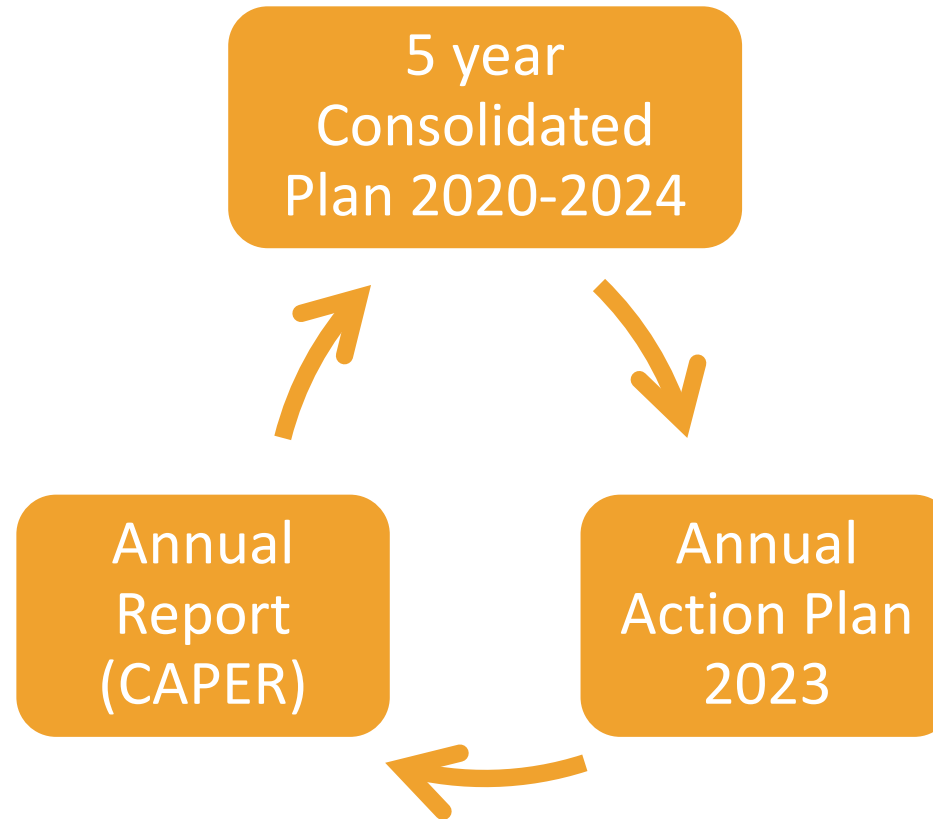 5 year
Consolidated
Plan 2020-2024
Annual
Report
(CAPER)
Annual
Action Plan
2023